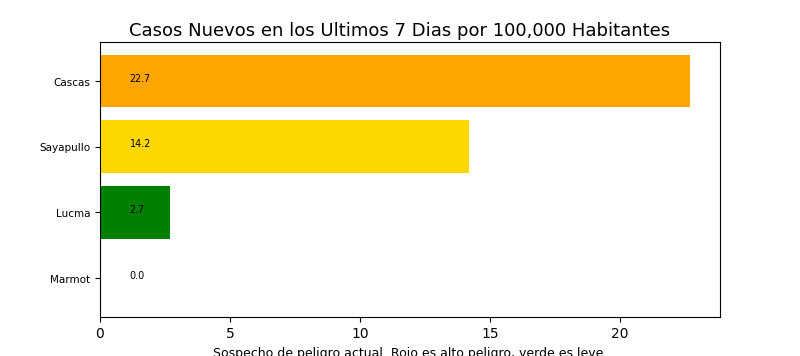 Casos Nuevos en los Ultimos 7 Dias por 100,000 Habitantes
Cascas 22.7
Sayapullo 14.2
Lucma 2.7
Marmot 0.0
0 5 10 15 20
Sospecho de peligro actual. Rojo es alto peligro, verde es leve